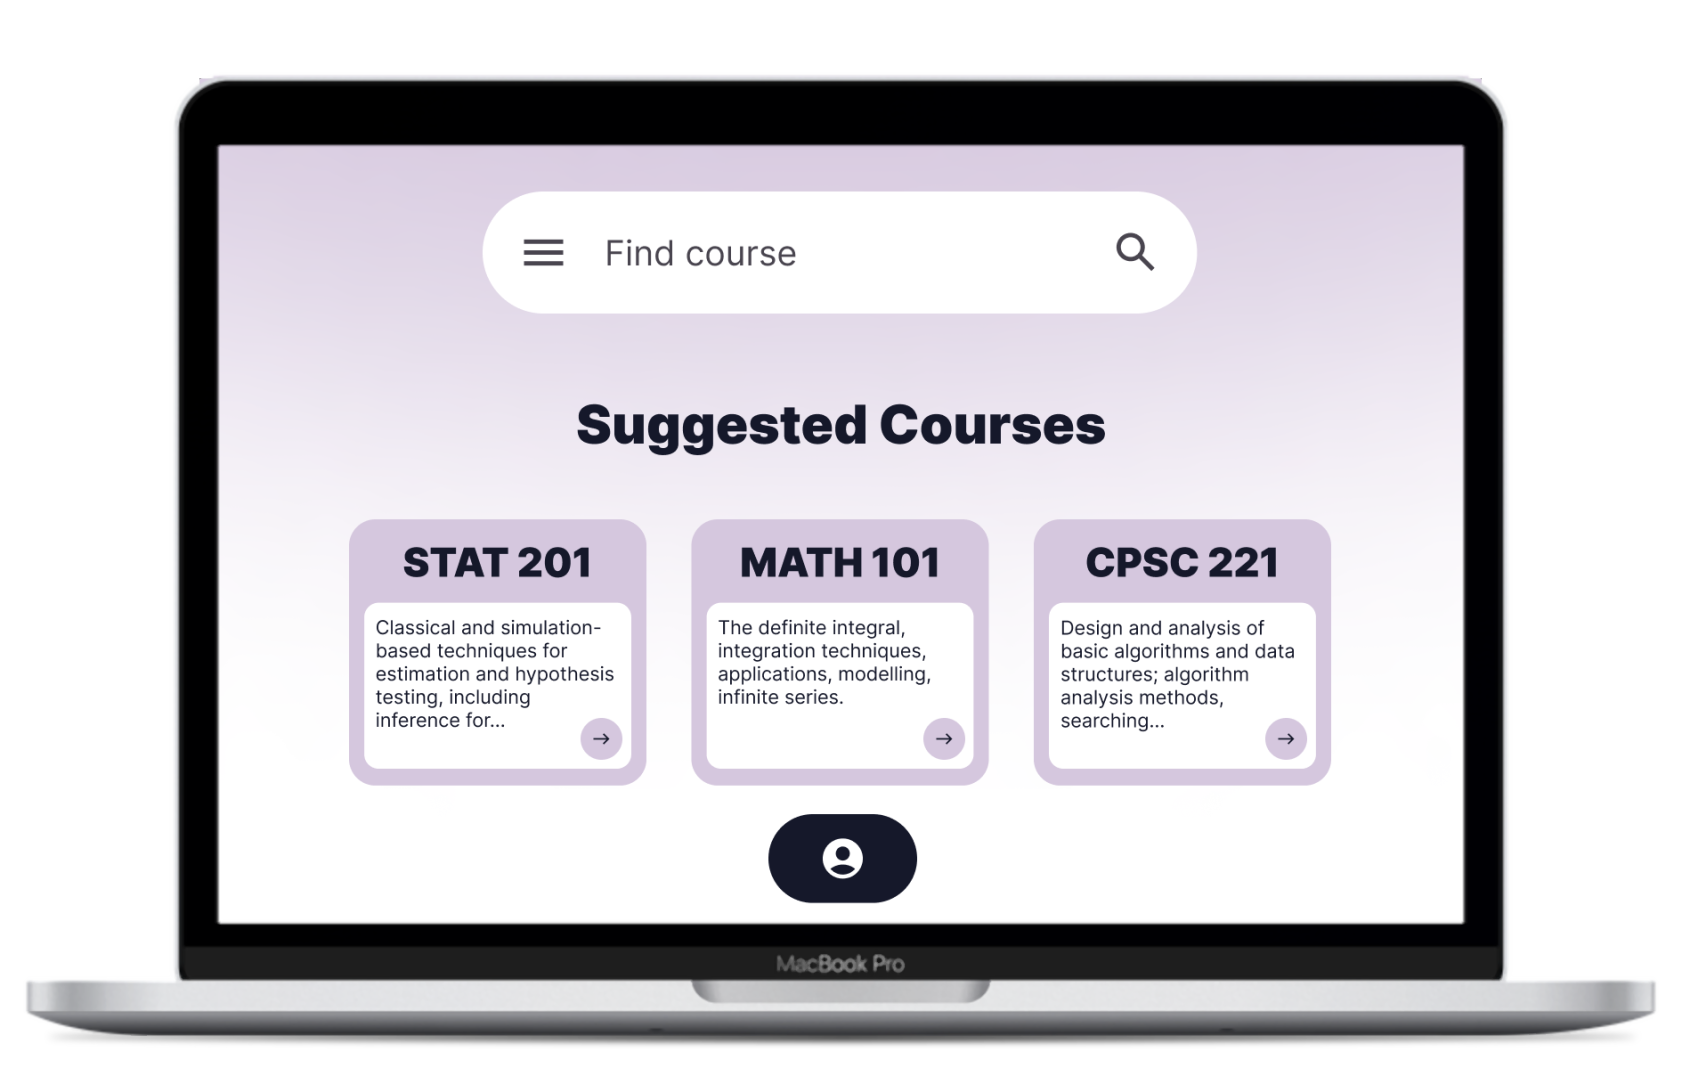 Find course
Suggested Courses
STAT 201
Classical and simulation-
based techniques for
estimation and hypothesis
testing, including
inference for...
MATH 101
The definite integral,
integration techniques,
applications, modelling,
infinite series.
CPSC 221
Design and analysis of
basic algorithms and data
structures; algorithm
analysis methods,
searching...
MacBook Pro